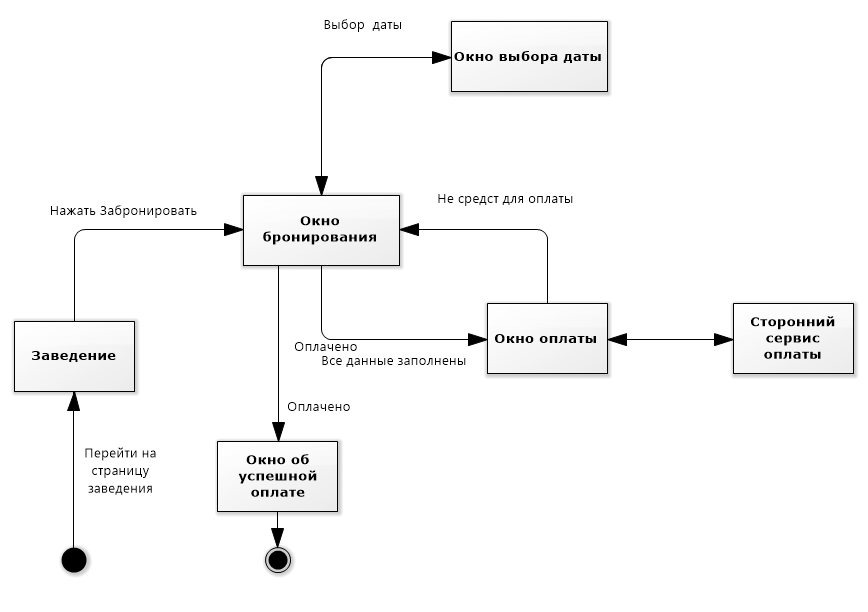 Выбор даты
Окно выбора даты
Не средст для оплаты
Нажать Забронировать
Окно
бронирования
Окно оплаты
Сторонний
сервис
оплаты
Заведение
Оплачено
Все данные заполнены
Оплачено
Перейти на
страницу
заведения
Окно об
успешной
оплате